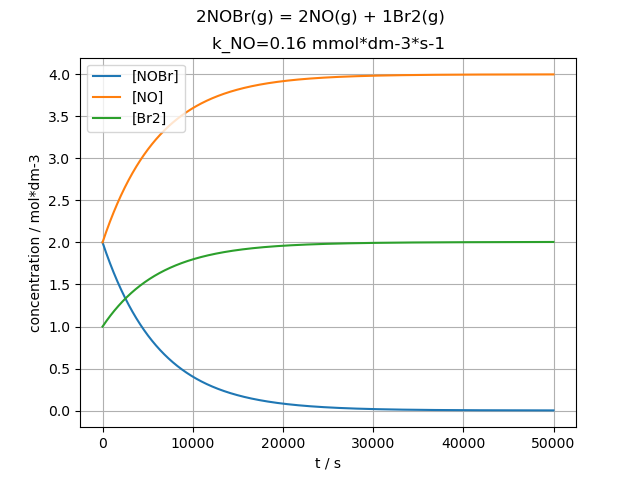 2NOBr(g) = 2NO(g) + 1Br2(g)
k_NO=0.16 mmol*dm-3*s-1
[NOBr]
[NO]
[Br2]
concentration / mol*dm-3
4.0
3.5
3.0
2.5
2.0
1.5
1.0
0.5
0.0
0 10000 20000 30000 40000 50000
t / s